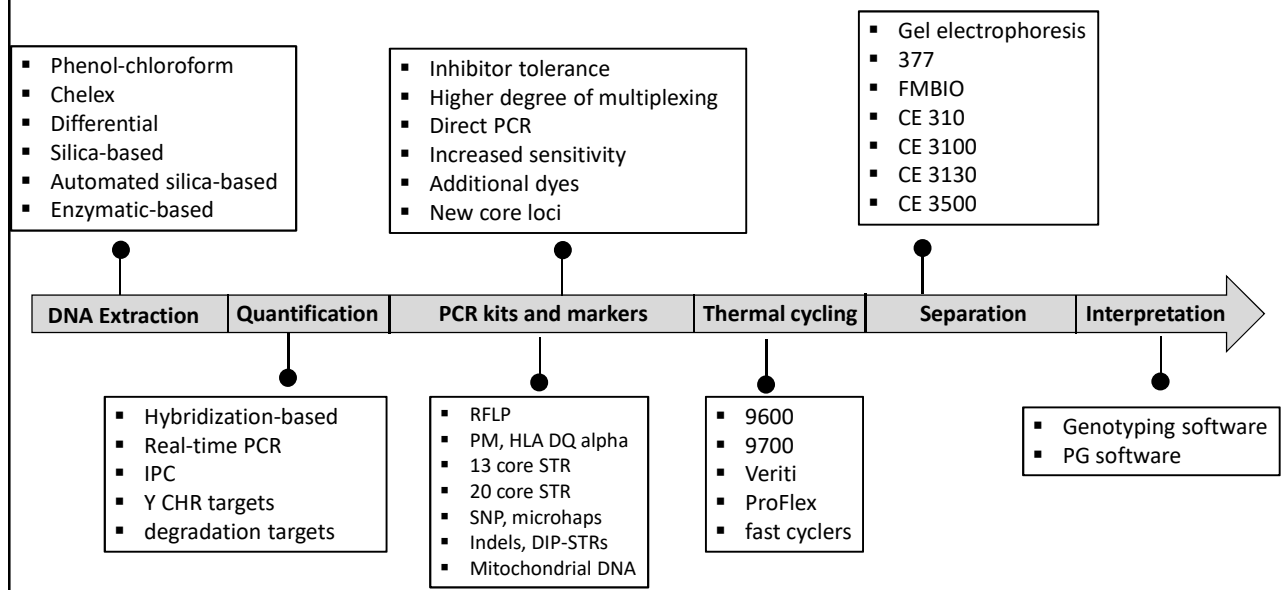 ▪ Phenol-chloroform
▪ Chelex
▪ Differential
▪ Silica-based
▪ Automated silica-based
▪ Enzymatic-based
▪ Inhibitor tolerance
▪ Higher degree of multiplexing
▪ Direct PCR
▪ Increased sensitivity
▪ Additional dyes
▪ New core loci
▪ Gel electrophoresis
▪ 377
▪ FMBIO
▪ CE 310
▪ CE 3100
▪ CE 3130
▪ CE 3500
DNA Extraction
Quantification
PCR kits and markers
Thermal cycling
Separation
Interpretation
▪ Hybridization-based
▪ Real-time PCR
▪ IPC
▪ Y CHR targets
▪ degradation targets
▪ RFLP
▪ PM, HLA DQ alpha
▪ 13 core STR
▪ 20 core STR
▪ SNP, microhaps
▪ Indels, DIP-STRs
▪ Mitochondrial DNA
▪ 9600
▪ 9700
▪ Veriti
▪ ProFlex
▪ fast cyclers
▪ Genotyping software
▪ PG software